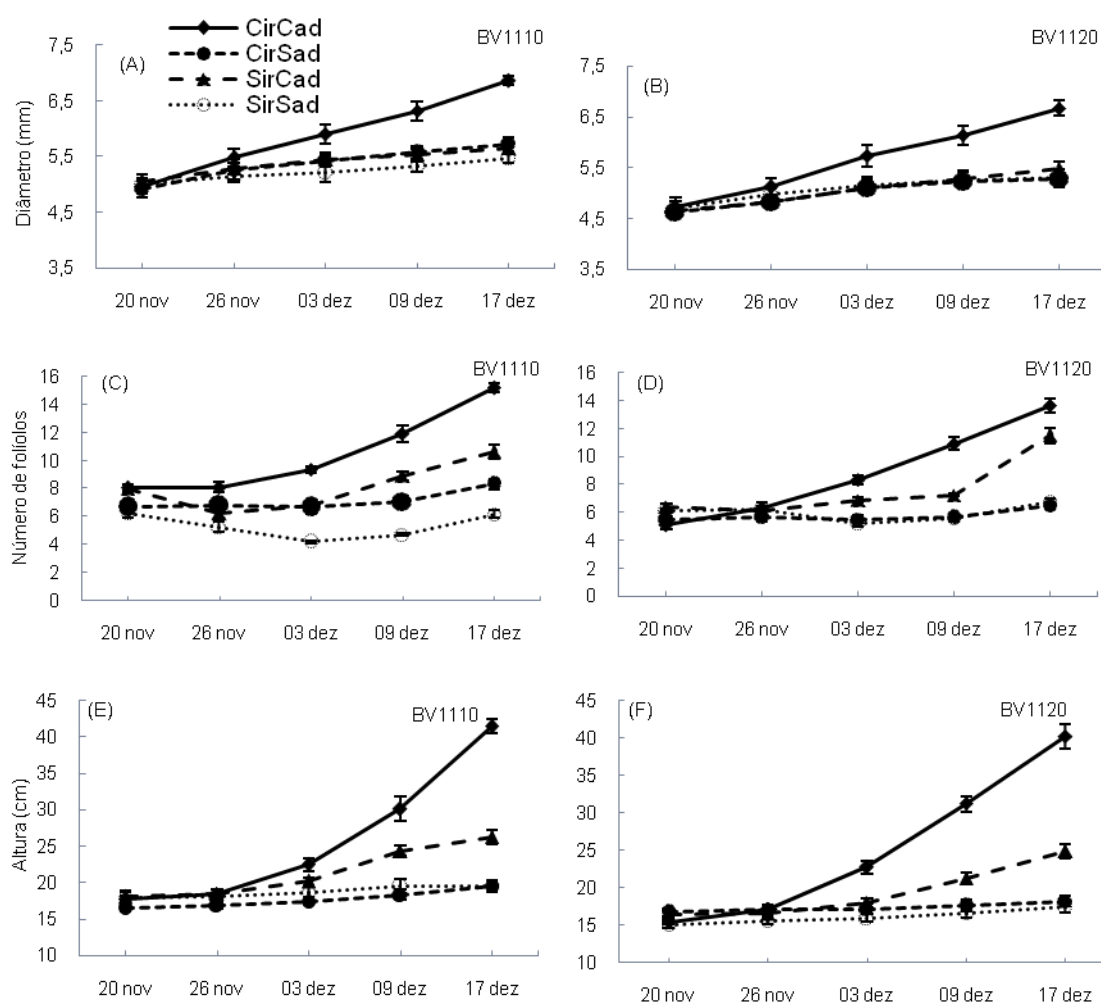 CirCad
CirSad
SirCad
SirSad
(A)
BV1110
Diâmetro (mm)
7,5
6,5
5,5
4,5
3,5
20 nov 26 nov 03 dez 09 dez 17 dez
(B)
BV1120
7,5
6,5
5,5
4,5
3,5
20 nov 26 nov 03 dez 09 dez 17 dez
(C)
BV1110
Número de folíolos
16
14
12
10
8
6
4
2
0
20 nov 26 nov 03 dez 09 dez 17 dez
(D)
BV1120
16
14
12
10
8
6
4
2
0
20 nov 26 nov 03 dez 09 dez 17 dez
(E)
BV1110
Altura (cm)
45
40
35
30
25
20
15
10
20 nov 26 nov 03 dez 09 dez 17 dez
(F)
BV1120
45
40
35
30
25
20
15
10
20 nov 26 nov 03 dez 09 dez 17 dez